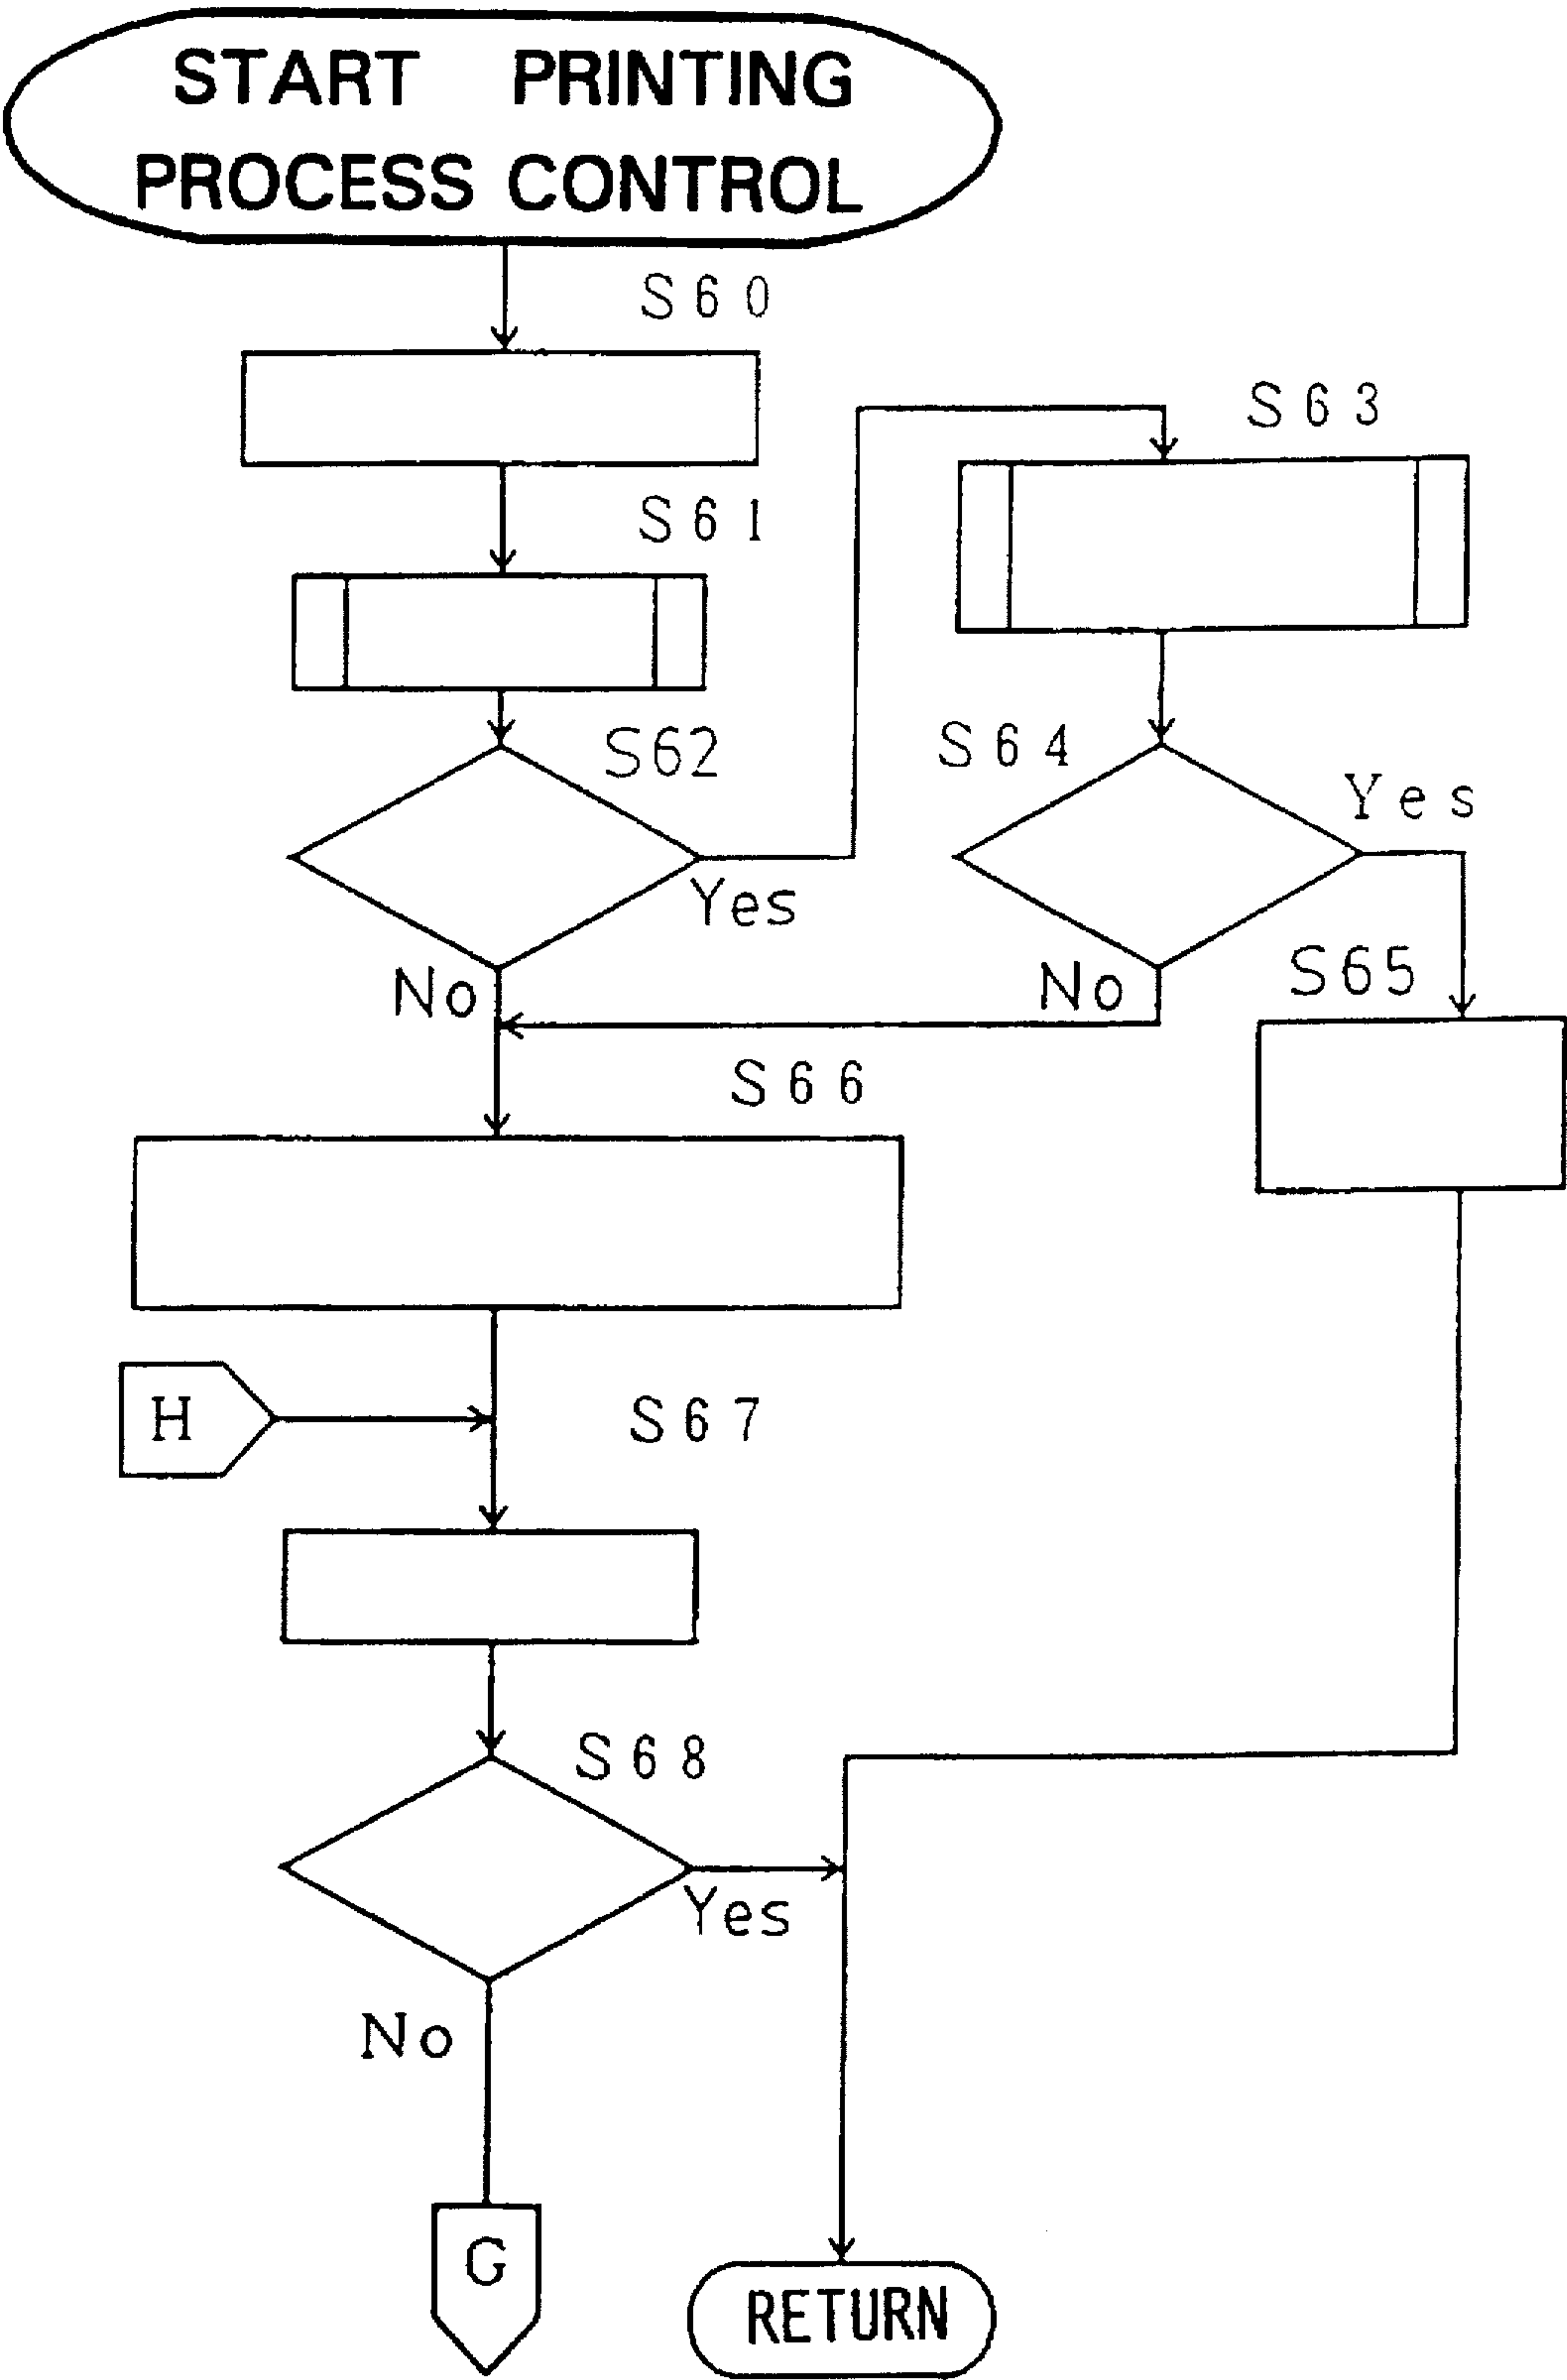 START PRINTING
PROCESS CONTROL
S60
S63
S61
S62
S64
Yes
Yes
No
No
S65
S66
H
S67
S68
Yes
No
G
RETURN